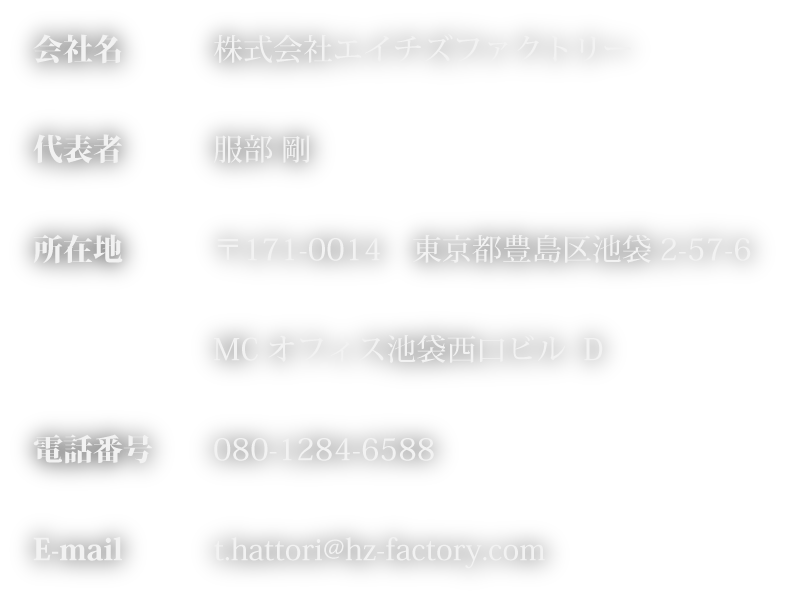 会社名 株式会社エイチズファクトリー
代表者 服部 剛
所在地 〒171-0014 東京都豊島区池袋 2-57-6
MC オフィス池袋西口ビル D
電話番号 080-1284-6588
E-mail t.hattori@hz-factory.com